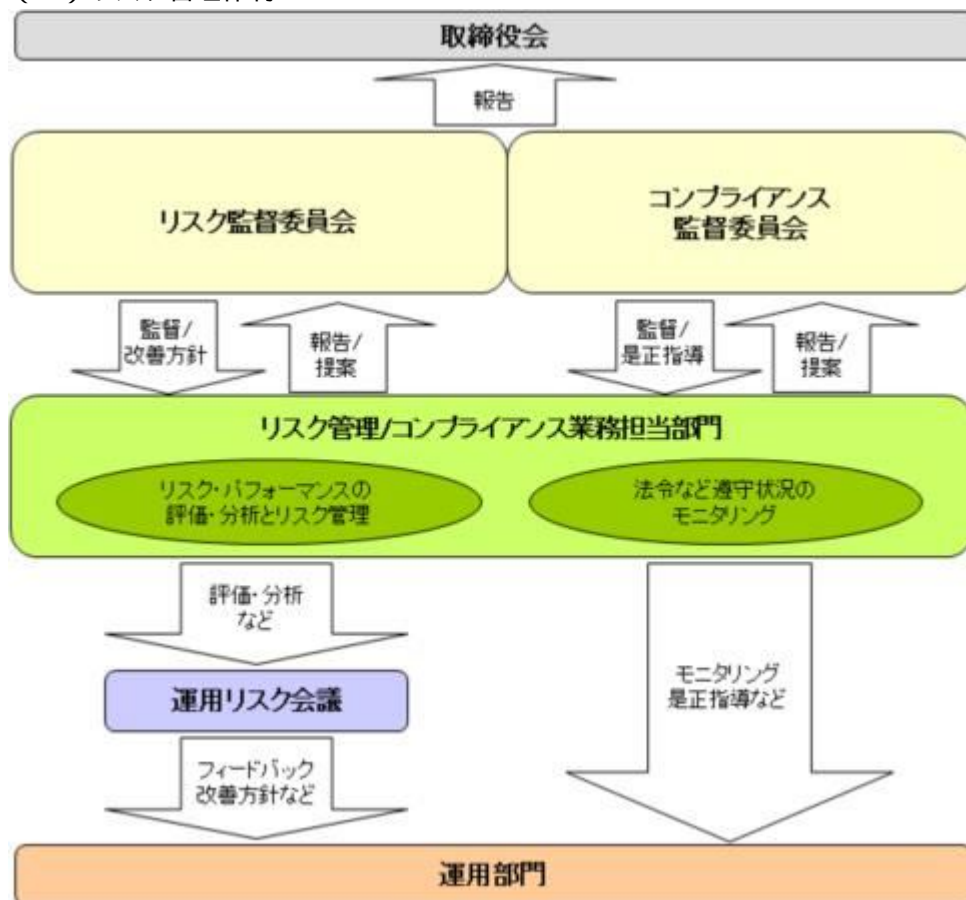 取締役会
報告
リスク監督委員会
コンプライアンス
監督委員会
監督/
改善方針
報告/
提案
監督/
是正指導
報告/
提案
リスク管理/コンプライアンス業務担当部門
リスク・パフォーマンスの
評価・分析とリスク管理
法令など遵守状況の
モニタリング
評価・分析
など
運用リスク会議
モニタリング
是正指導など
フィードバック
改善方針など
運用部門